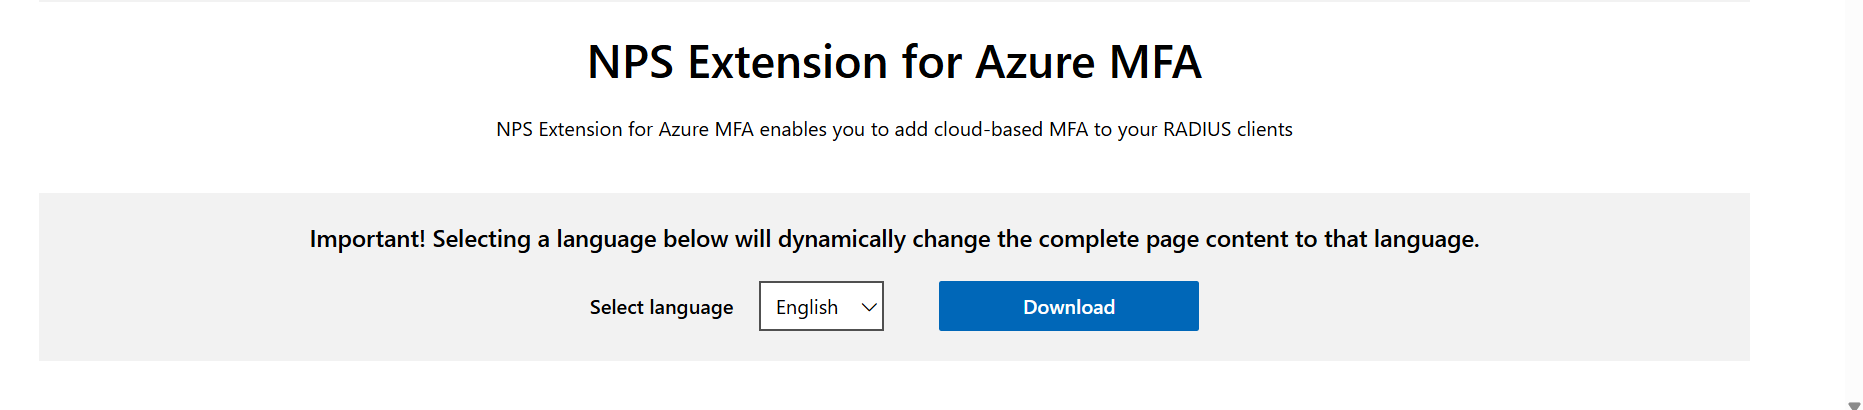 NPS Extension for Azure MFA
NPS Extension for Azure MFA enables you to add cloud-based MFA to your RADIUS clients
Important! Selecting a language below will dynamically change the complete page content to that language.
Select language English Download